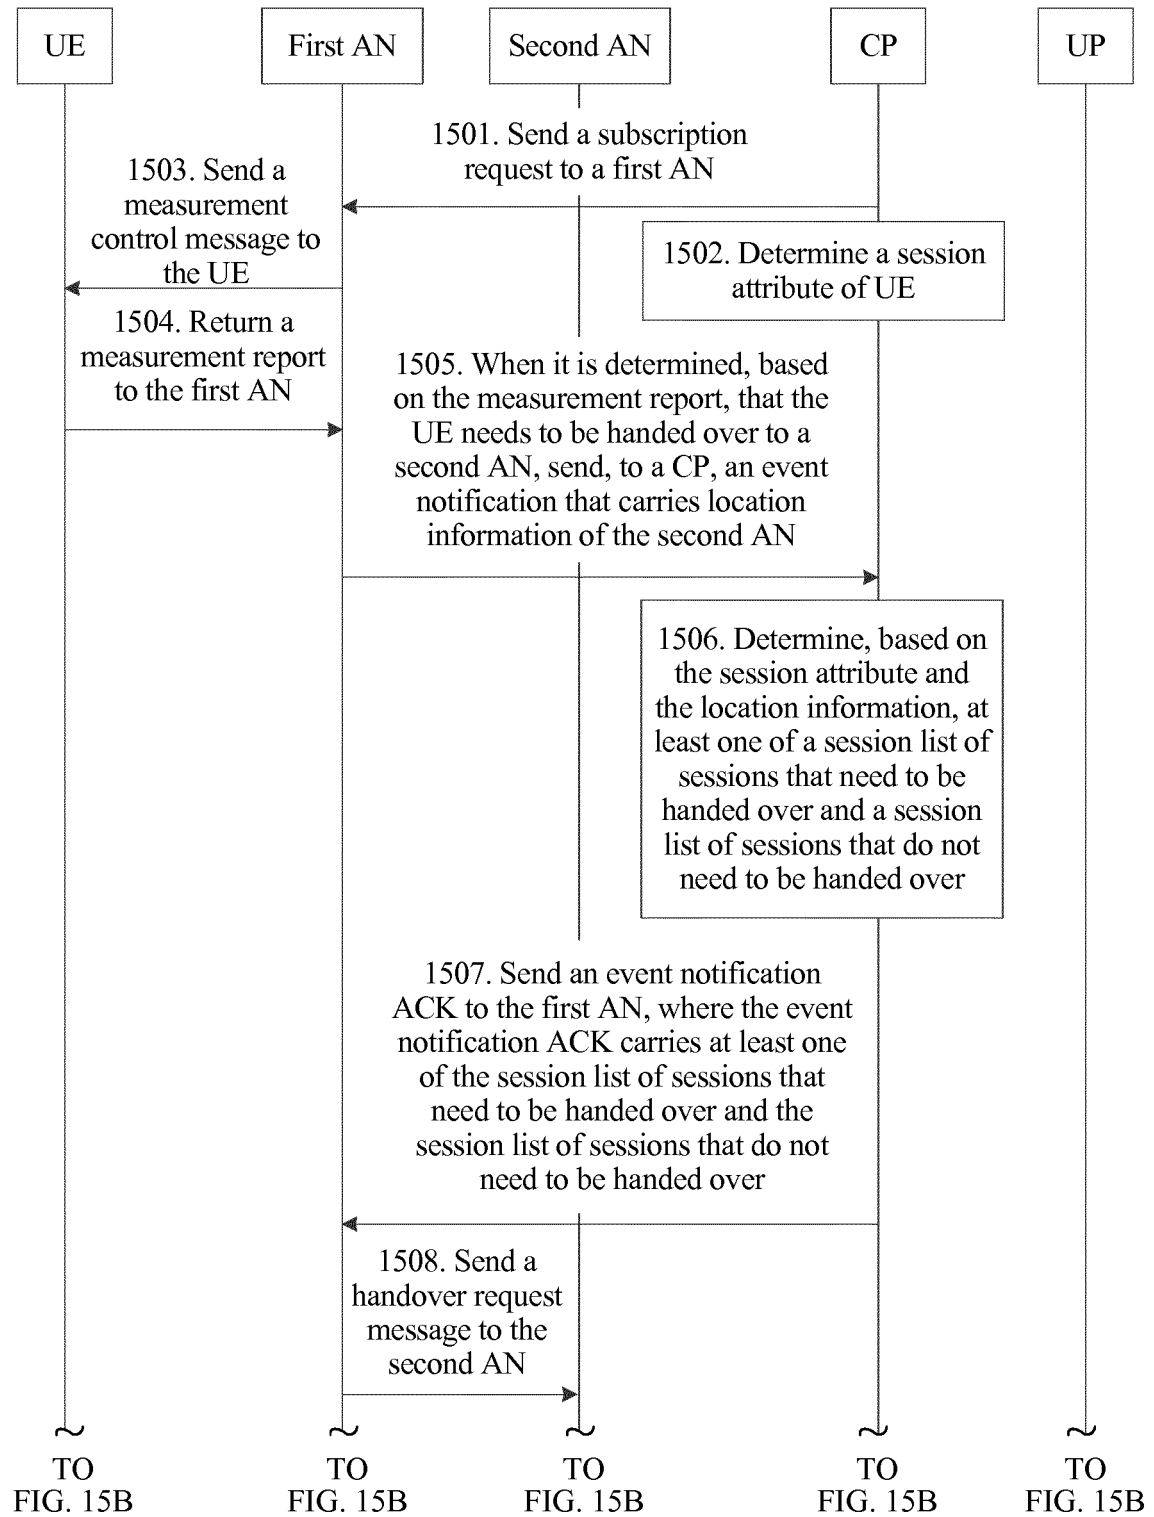 UE
First AN
Second AN
CP
UP
1501. Send a subscription
request to a first AN
1503. Send a
measurement
control message to
the UE
1502. Determine a session
attribute of UE
1504. Return a
measurement report
to the first AN
1505. When it is determined, based
on the measurement report, that the
UE needs to be handed over to a
second AN, send, to a CP, an event
notification that carries location
information of the second AN
1506. Determine, based on
the session attribute and
the location information, at
least one of a session list of
sessions that need to be
handed over and a session
list of sessions that do not
need to be handed over
1507. Send an event notification
ACK to the first AN, where the event
notification ACK carries at least one
of the session list of sessions that
need to be handed over and the
session list of sessions that do not
need to be handed over
1508. Send a
handover request
message to the
second AN
TO
FIG. 15B
TO
FIG. 15B
TO
FIG. 15B
TO
FIG. 15B
TO
FIG. 15B